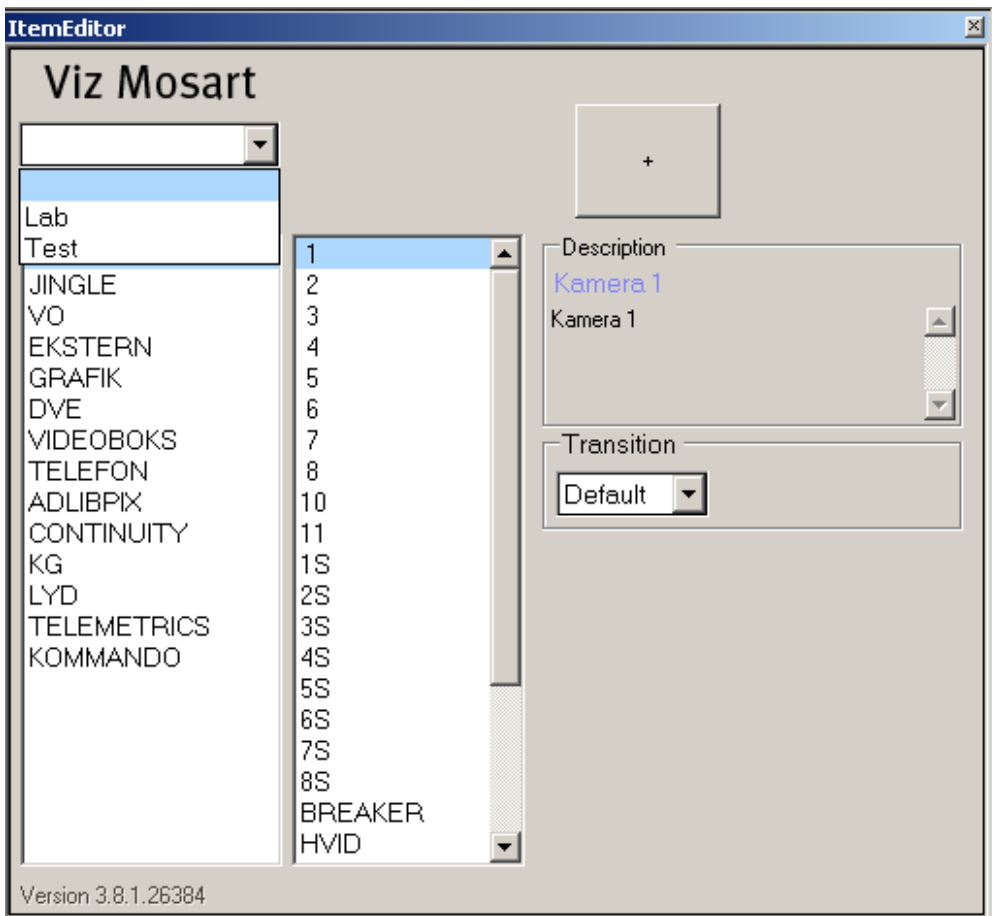 ItemEditor
Viz Mosart
+
Lab
Test
JINGLE
VO
EKSTERN
GRAFIK
DVE
VIDEOBOKS
TELEFON
ADLIBPIX
CONTINUITY
KG
LYD
TELEMETRICS
KOMMANDO
1
2
3
4
5
6
7
8
10
11
1S
2S
3S
4S
5S
6S
7S
8S
BREAKER
HVID
Description
Kamera 1
Kamera 1
Transition
Default
Version 3.8.1.26384